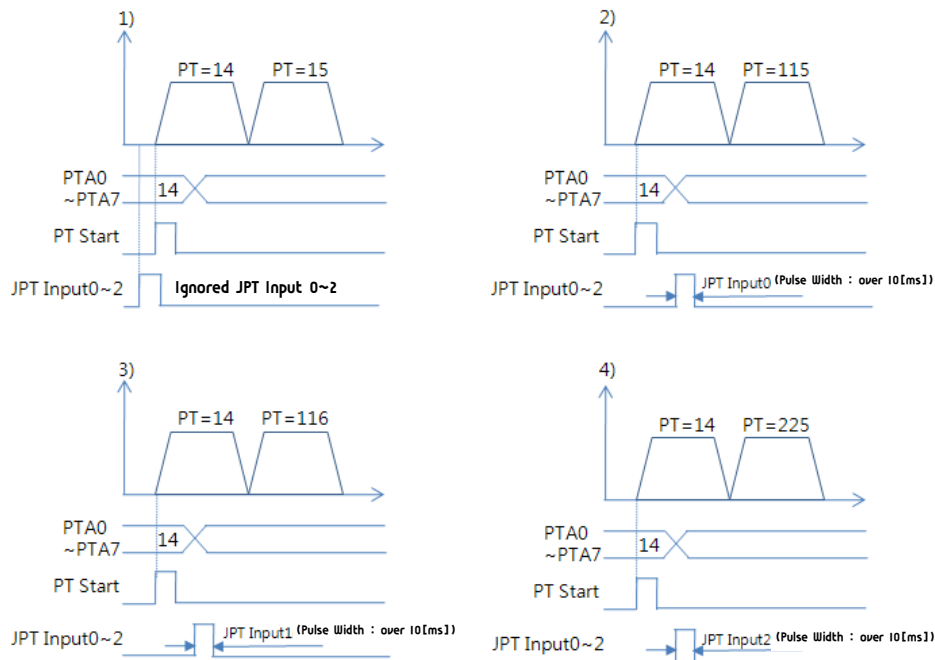 1)
PT=14 PT=15
PTA0
~PTA7
14
PT Start
JPT Input0~2
Ignored JPT Input 0~2
2)
PT=14 PT=115
PTA0
~PTA7
14
PT Start
JPT Input0~2
JPT Input0 (Pulse Width : over 10[ms])
3)
PT=14 PT=116
PTA0
~PTA7
14
PT Start
JPT Input0~2
JPT Input1 (Pulse Width : over 10[ms])
4)
PT=14 PT=225
PTA0
~PTA7
14
PT Start
JPT Input0~2
JPT Input2 (Pulse Width : over 10[ms])